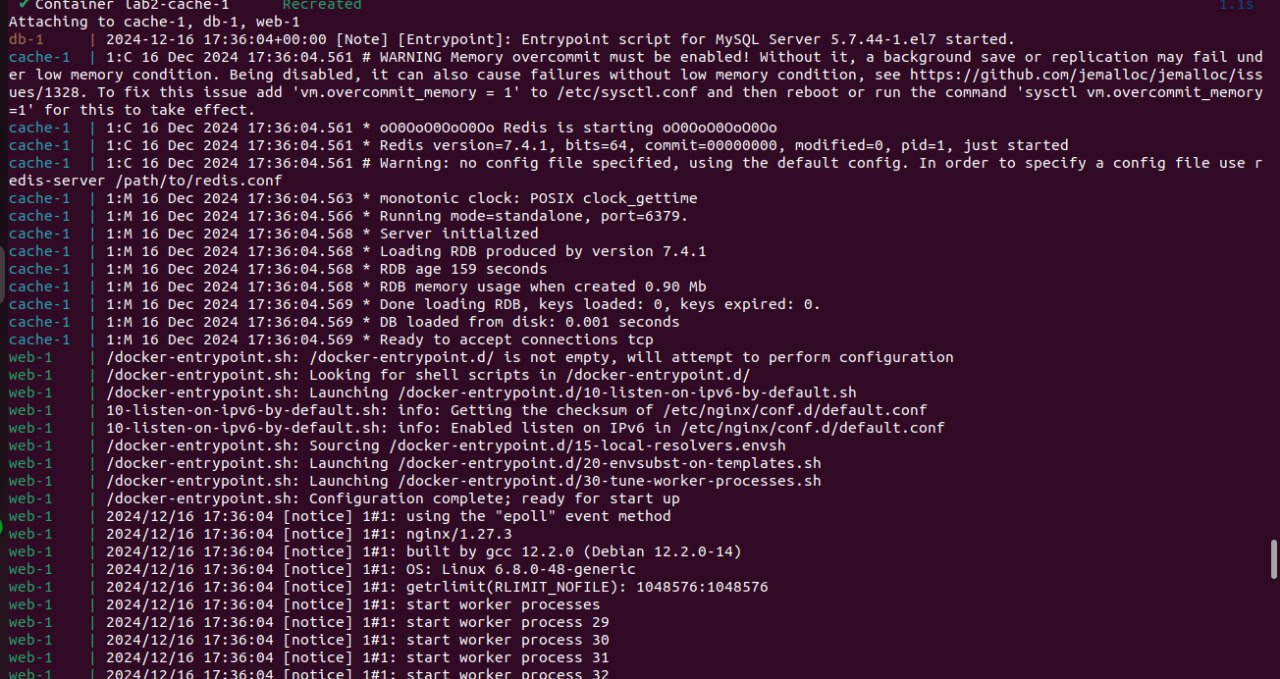 ✔ Container lab2-cache-1      Recreated      1.1s
Attaching to cache-1, db-1, web-1
db-1     | 2024-12-16 17:36:04+00:00 [Note] [Entrypoint]: Entrypoint script for MySQL Server 5.7.44-1.el7 started.
cache-1  | 1:C 16 Dec 2024 17:36:04.561 # WARNING Memory overcommit must be enabled! Without it, a background save or replication may fail und
er low memory condition. Being disabled, it can also cause failures without low memory condition, see https://github.com/jemalloc/jemalloc/iss
ues/1328. To fix this issue add 'vm.overcommit_memory = 1' to /etc/sysctl.conf and then reboot or run the command 'sysctl vm.overcommit_memory
=1' for this to take effect.
cache-1  | 1:C 16 Dec 2024 17:36:04.561 * oO0OoO0OoO0Oo Redis is starting oO0OoO0OoO0Oo
cache-1  | 1:C 16 Dec 2024 17:36:04.561 * Redis version=7.4.1, bits=64, commit=00000000, modified=0, pid=1, just started
cache-1  | 1:C 16 Dec 2024 17:36:04.561 # Warning: no config file specified, using the default config. In order to specify a config file use r
edis-server /path/to/redis.conf
cache-1  | 1:M 16 Dec 2024 17:36:04.563 * monotonic clock: POSIX clock_gettime
cache-1  | 1:M 16 Dec 2024 17:36:04.566 * Running mode=standalone, port=6379.
cache-1  | 1:M 16 Dec 2024 17:36:04.568 * Server initialized
cache-1  | 1:M 16 Dec 2024 17:36:04.568 * Loading RDB produced by version 7.4.1
cache-1  | 1:M 16 Dec 2024 17:36:04.568 * RDB age 159 seconds
cache-1  | 1:M 16 Dec 2024 17:36:04.568 * RDB memory usage when created 0.90 Mb
cache-1  | 1:M 16 Dec 2024 17:36:04.569 * Done loading RDB, keys loaded: 0, keys expired: 0.
cache-1  | 1:M 16 Dec 2024 17:36:04.569 * DB loaded from disk: 0.001 seconds
cache-1  | 1:M 16 Dec 2024 17:36:04.569 * Ready to accept connections tcp
web-1    | /docker-entrypoint.sh: /docker-entrypoint.d/ is not empty, will attempt to perform configuration
web-1    | /docker-entrypoint.sh: Looking for shell scripts in /docker-entrypoint.d/
web-1    | /docker-entrypoint.sh: Launching /docker-entrypoint.d/10-listen-on-ipv6-by-default.sh
web-1    | 10-listen-on-ipv6-by-default.sh: info: Getting the checksum of /etc/nginx/conf.d/default.conf
web-1    | 10-listen-on-ipv6-by-default.sh: info: Enabled listen on IPv6 in /etc/nginx/conf.d/default.conf
web-1    | /docker-entrypoint.sh: Sourcing /docker-entrypoint.d/15-local-resolvers.envsh
web-1    | /docker-entrypoint.sh: Launching /docker-entrypoint.d/20-envsubst-on-templates.sh
web-1    | /docker-entrypoint.sh: Launching /docker-entrypoint.d/30-tune-worker-processes.sh
web-1    | /docker-entrypoint.sh: Configuration complete; ready for start up
web-1    | 2024/12/16 17:36:04 [notice] 1#1: using the "epoll" event method
web-1    | 2024/12/16 17:36:04 [notice] 1#1: nginx/1.27.3
web-1    | 2024/12/16 17:36:04 [notice] 1#1: built by gcc 12.2.0 (Debian 12.2.0-14)
web-1    | 2024/12/16 17:36:04 [notice] 1#1: OS: Linux 6.8.0-48-generic
web-1    | 2024/12/16 17:36:04 [notice] 1#1: getrlimit(RLIMIT_NOFILE): 1048576:1048576
web-1    | 2024/12/16 17:36:04 [notice] 1#1: start worker processes
web-1    | 2024/12/16 17:36:04 [notice] 1#1: start worker process 29
web-1    | 2024/12/16 17:36:04 [notice] 1#1: start worker process 30
web-1    | 2024/12/16 17:36:04 [notice] 1#1: start worker process 31
web-1    | 2024/12/16 17:36:04 [notice] 1#1: start worker process 32